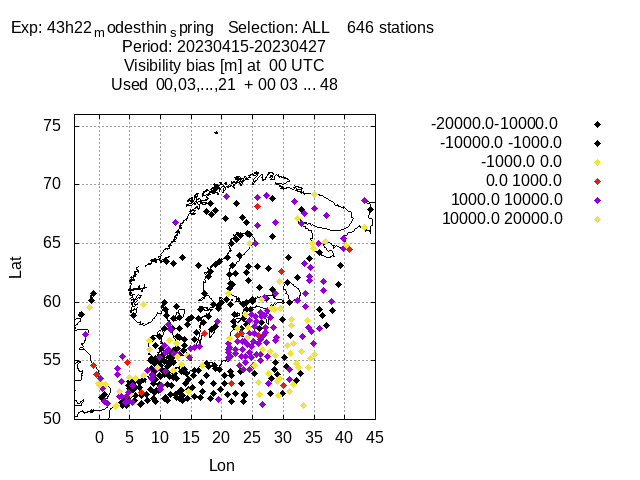 Exp: 43h22modesthinspring   Selection: ALL    646 stations
Period: 20230415-20230427
Visibility bias [m] at  00 UTC
Used  00,03,...,21  + 00 03 ... 48
-20000.0-10000.0
-10000.0 -1000.0
-1000.0 0.0
0.0 1000.0
1000.0 10000.0
10000.0 20000.0
75
70
65
60
55
50
Lat
0 5 10 15 20 25 30 35 40 45
Lon